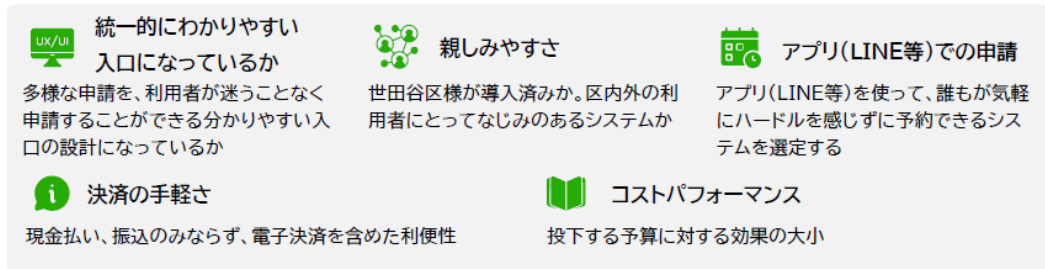 UX/UI
統一的にわかりやすい
入口になっているか
多様な申請を、利用者が迷うことなく
申請することができる分かりやすい入
口の設計になっているか
親しみやすさ
世田谷区様が導入済みか。区内外の利
用者にとってなじみのあるシステムか
アプリ(LINE等)での申請
アプリ(LINE等)を使って、誰もが気軽
にハードルを感じずに予約できるシス
テムを選定する
決済の手軽さ
現金払い、振込のみならず、電子決済を含めた利便性
コストパフォーマンス
投下する予算に対する効果の大小